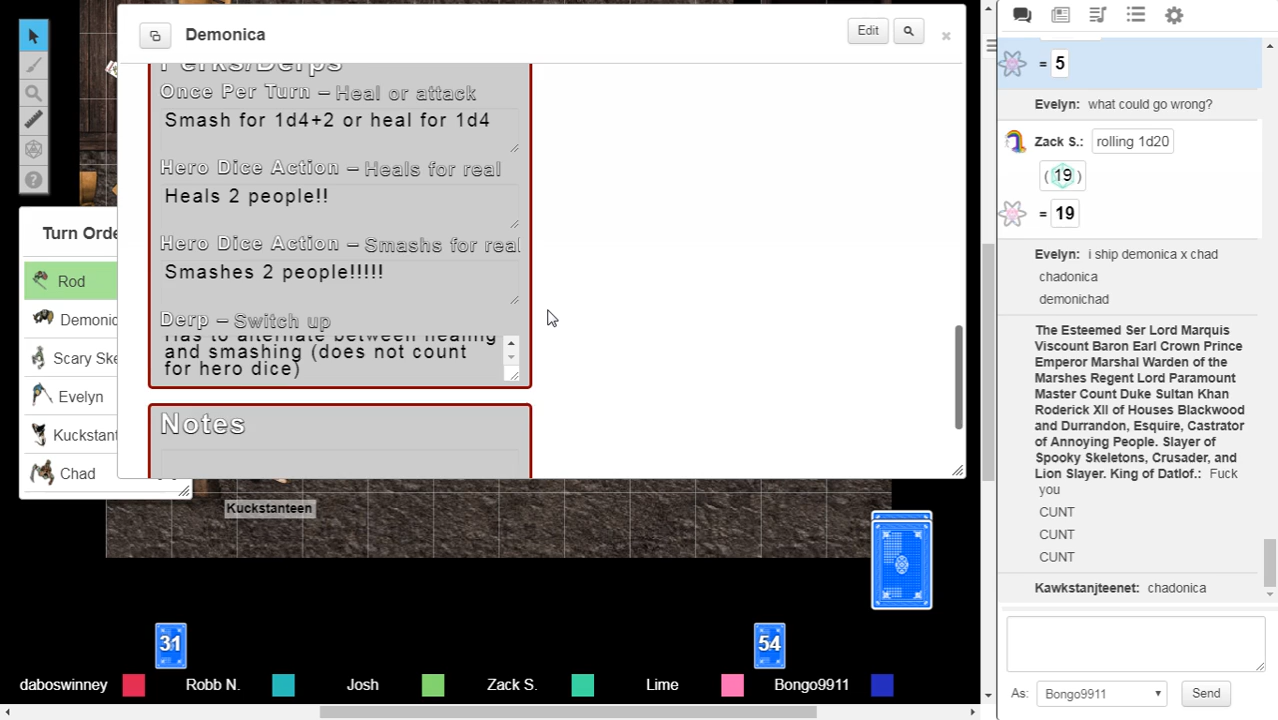 Demonica
Edit
×
Perks/Derps
Once Per Turn – Heal or attack
Smash for 1d4+2 or heal for 1d4
Hero Dice Action – Heals for real
Heals 2 people!!
Hero Dice Action – Smashs for real
Smashes 2 people!!!!!
Derp – Switch up
Has to alternate between healing
and smashing (does not count
for hero dice)
Notes
Turn Orde
Rod
Demonic
Scary Ske
Evelyn
Kuckstant
Chad
Kuckstanteen
31
54
daboswinney
Robb N.
Josh
Zack S.
Lime
Bongo9911
= 5
Evelyn: what could go wrong?
Zack S.: rolling 1d20
(19)
= 19
Evelyn: i ship demonica x chad
chadonica
demonichad
The Esteemed Ser Lord Marquis
Viscount Baron Earl Crown Prince
Emperor Marshal Warden of the
Marshes Regent Lord Paramount
Master Count Duke Sultan Khan
Roderick XII of Houses Blackwood
and Durrandon, Esquire, Castrator
of Annoying People. Slayer of
Spooky Skeletons, Crusader, and
Lion Slayer. King of Datlof.: Fuck
you
CUNT
CUNT
CUNT
Kawkstanjteenet: chadonica
As: Bongo9911
Send